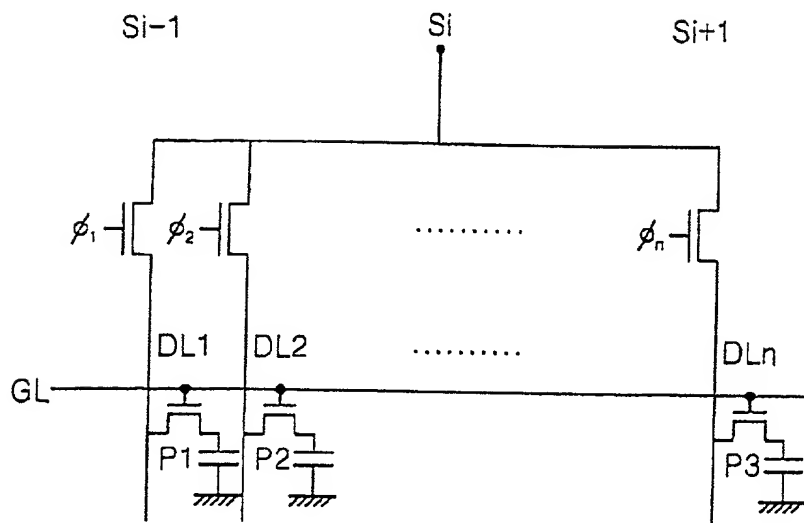 Si-1 Si Si+1
ϕ₁ ϕ₂ ......... ϕₙ
DL1 DL2 ......... DLn
GL
P1 P2 P3